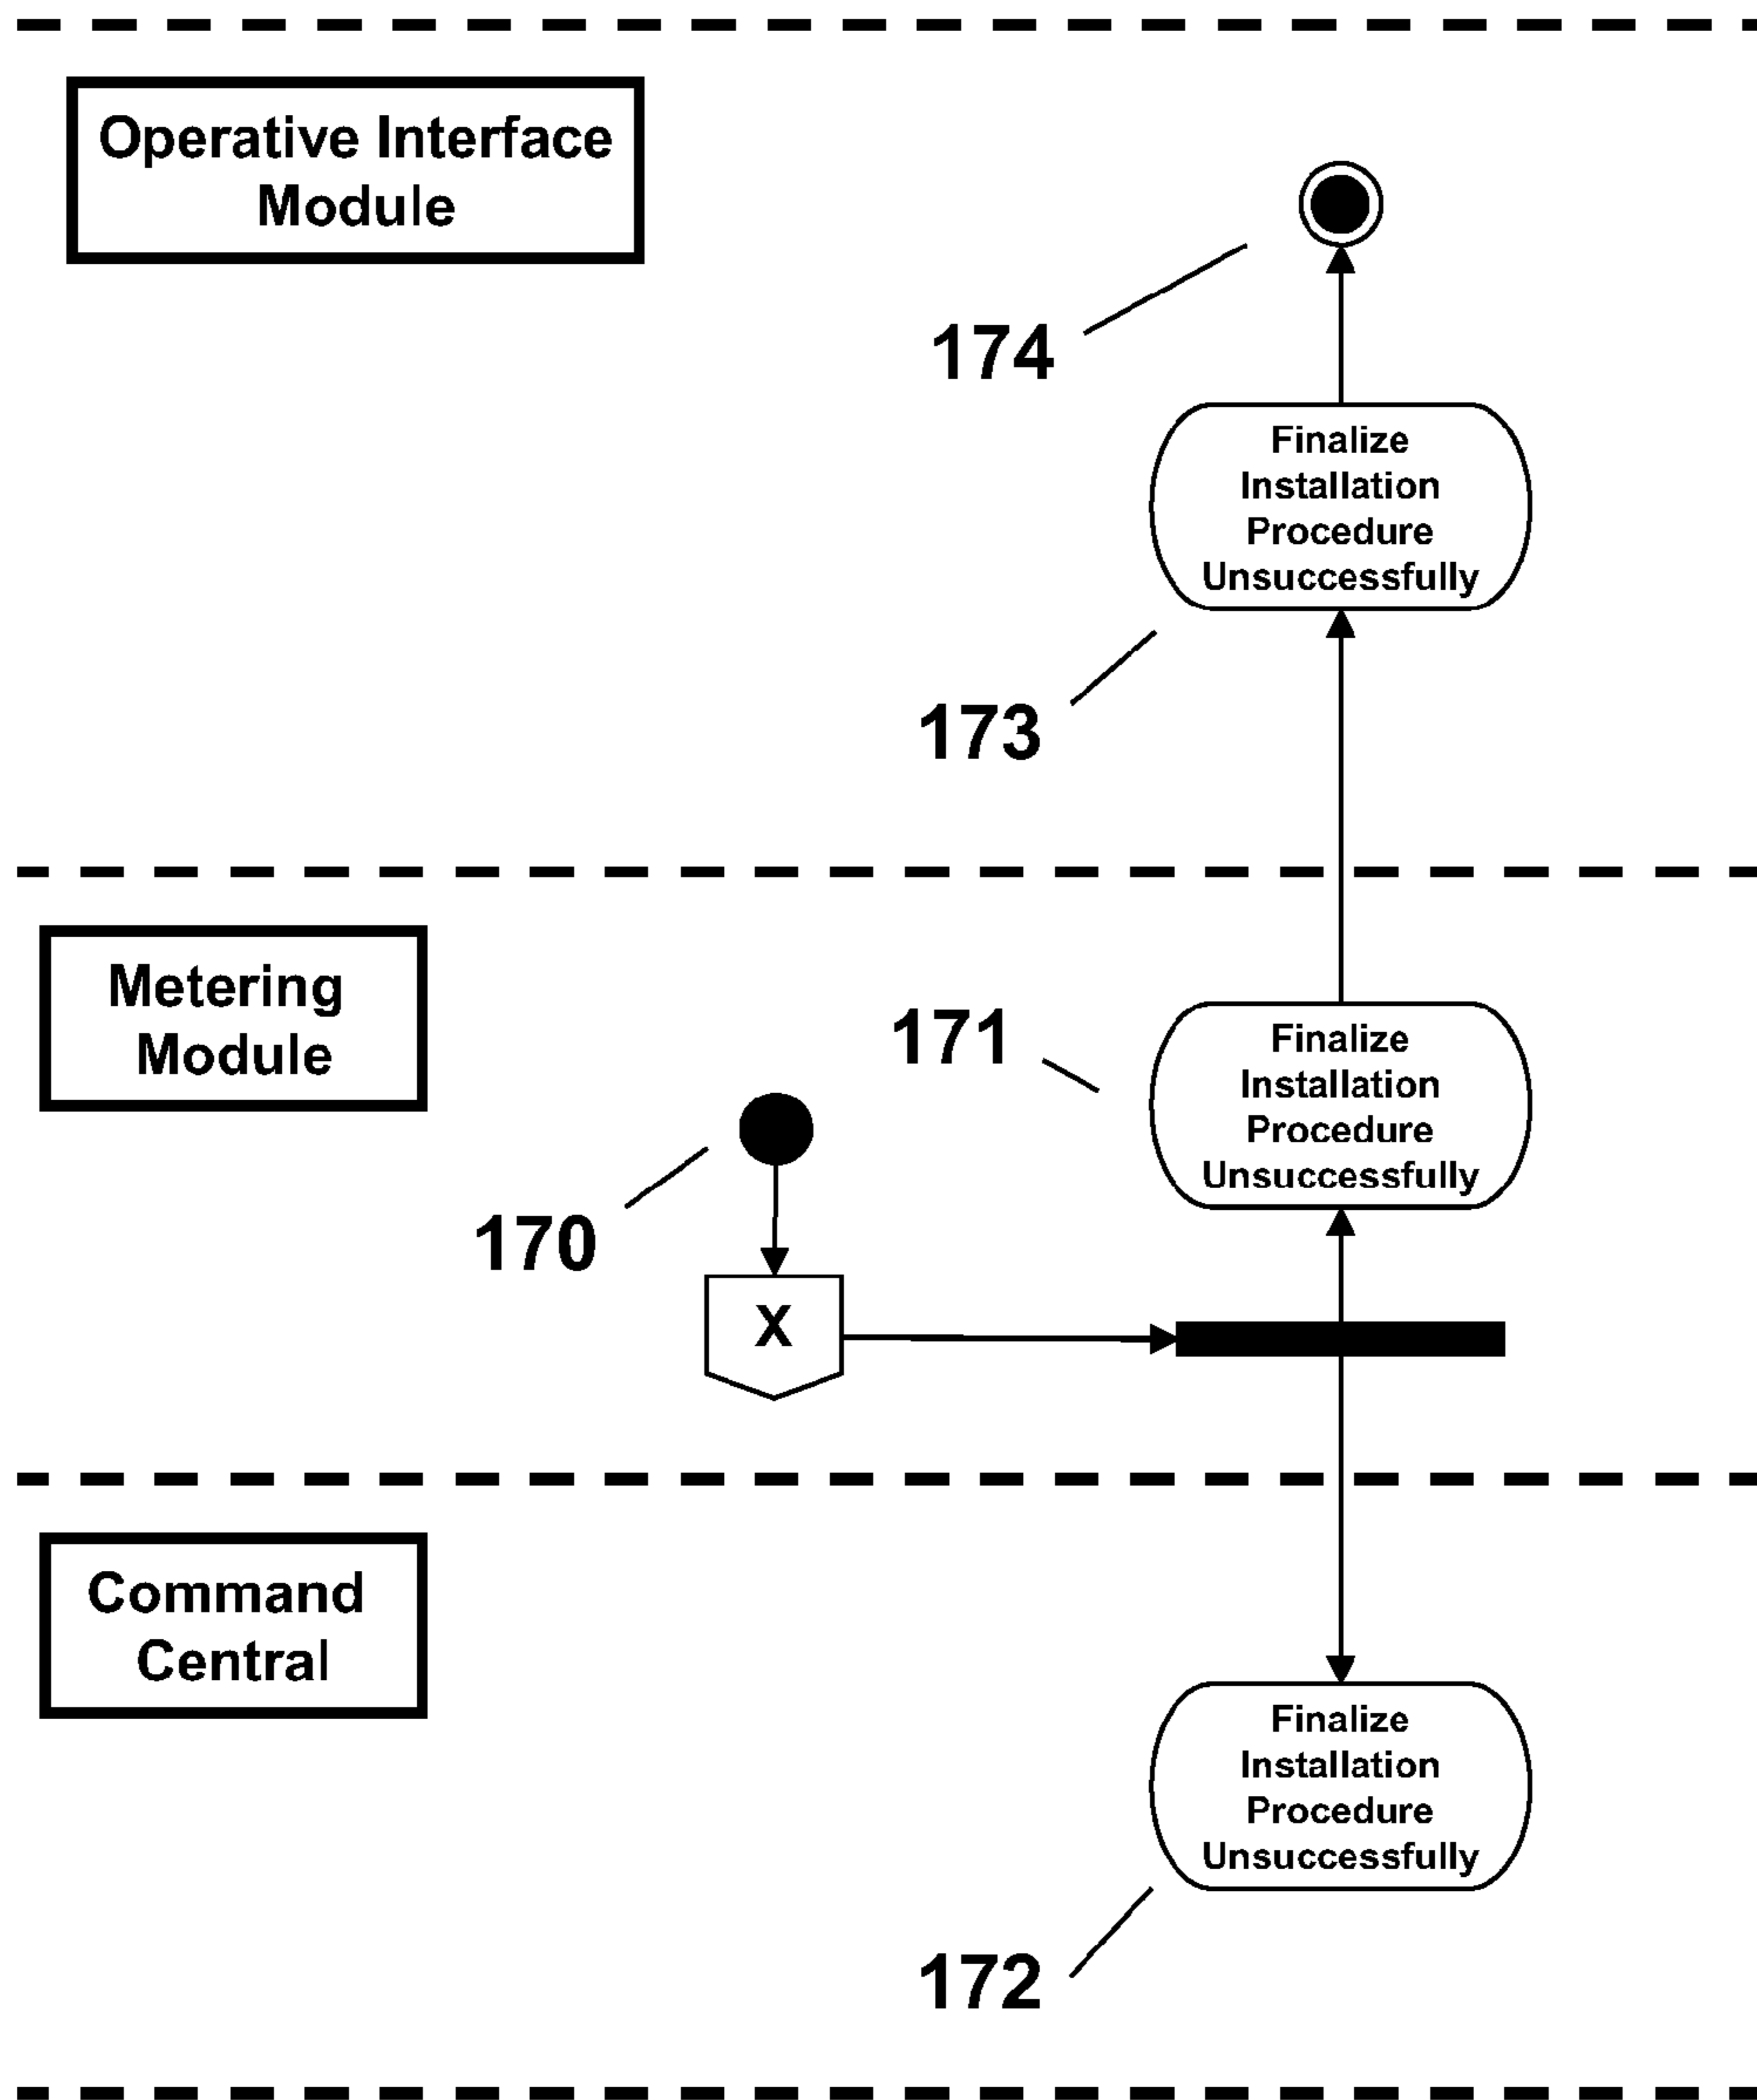 Operative Interface
Module
174
Finalize
Installation
Procedure
Unsuccessfully
173
Metering
Module
171
Finalize
Installation
Procedure
Unsuccessfully
170
X
Command
Central
Finalize
Installation
Procedure
Unsuccessfully
172